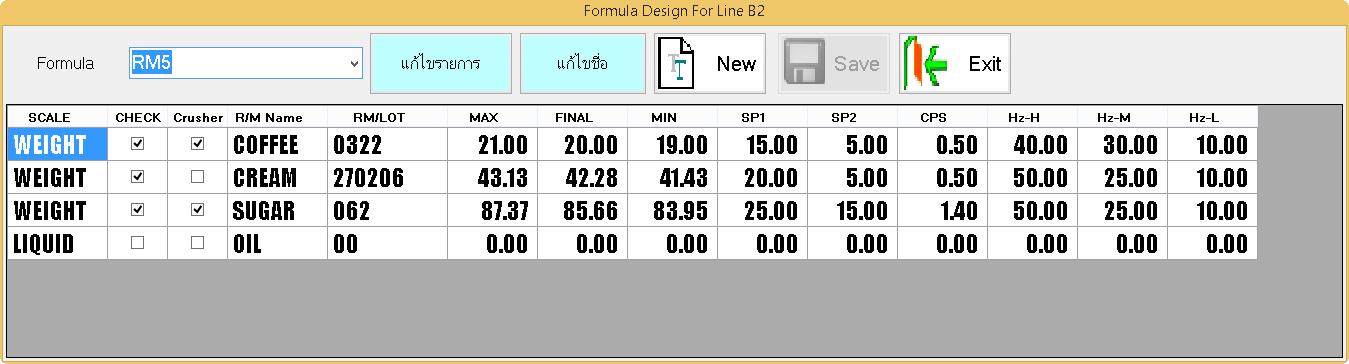 Formula Design For Line B2
Formula RM5 แก้ไขรายการ แก้ไขชื่อ New Save Exit
SCALE CHECK Crusher R/M Name RM/LOT MAX FINAL MIN SP1 SP2 CPS Hz-H Hz-M Hz-L
WEIGHT COFFEE 0322 21.00 20.00 19.00 15.00 5.00 0.50 40.00 30.00 10.00
WEIGHT CREAM 270206 43.13 42.28 41.43 20.00 5.00 0.50 50.00 25.00 10.00
WEIGHT SUGAR 062 87.37 85.66 83.95 25.00 15.00 1.40 50.00 25.00 10.00
LIQUID OIL 00 0.00 0.00 0.00 0.00 0.00 0.00 0.00 0.00 0.00